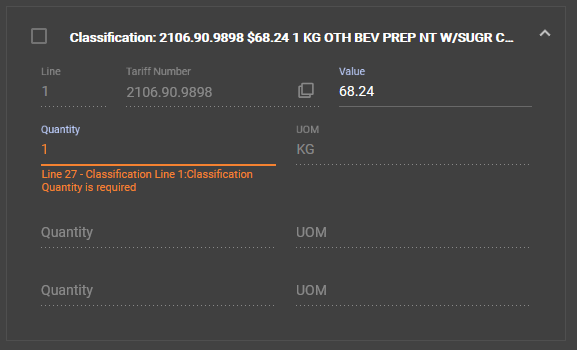 Classification: 2106.90.9898 $68.24 1 KG OTH BEV PREP NT W/SUGR C...
Line
Tariff Number
Value
1
2106.90.9898
68.24
Quantity
UOM
1
KG
Line 27 - Classification Line 1:Classification
Quantity is required
Quantity
UOM
Quantity
UOM